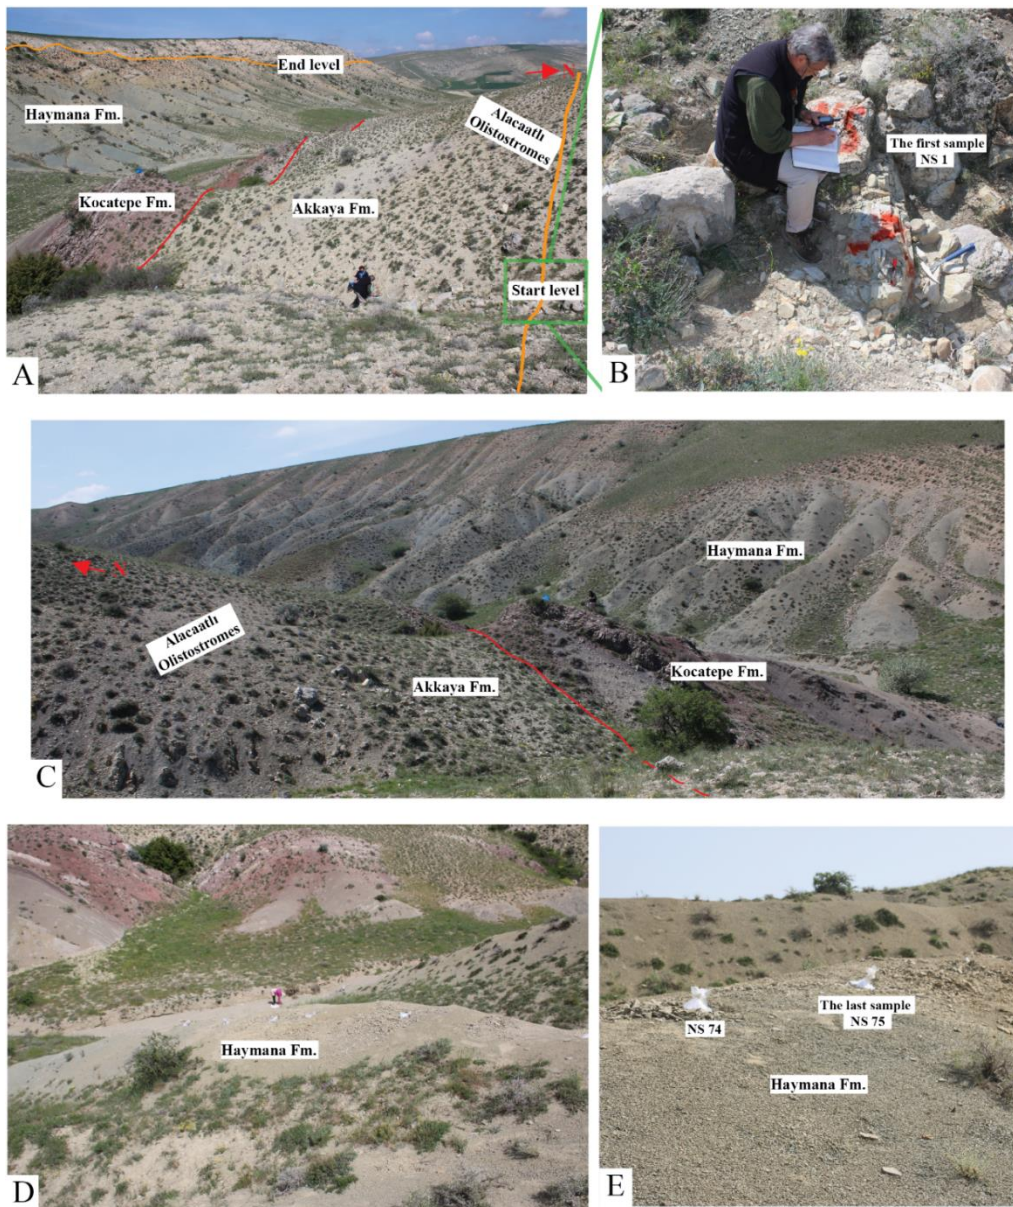 End level
Haymana Fm.
Alacaatlı
Olistostromes
Kocatepe Fm.
Akkaya Fm.
Start level
A
The first sample
NS 1
B
Haymana Fm.
Alacaatlı
Olistostromes
Kocatepe Fm.
Akkaya Fm.
C
Haymana Fm.
D
NS 74
The last sample
NS 75
Haymana Fm.
E